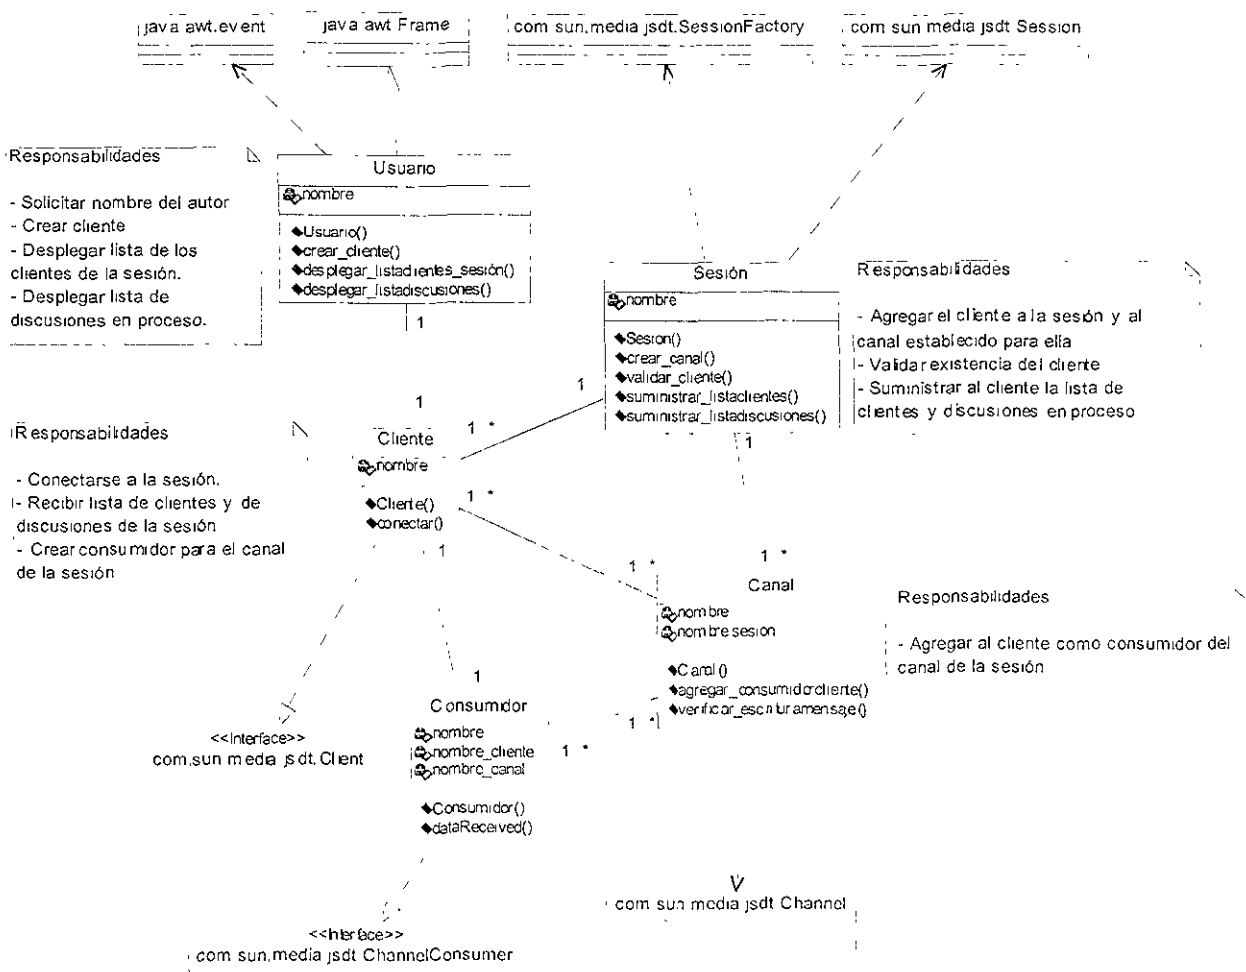 java awt.event
java awt Frame
com sun.media jsdt.SessionFactory
com sun media jsdt Session
Responsabilidades
- Solicitar nombre del autor
- Crear cliente
- Desplegar lista de los
clientes de la sesión.
- Desplegar lista de
discusiones en proceso.
Usuario
nombre
Usuario()
crear_cliente()
desplegar_listaclientes_sesión()
desplegar_listadiscusiones()
1
1
Sesión
nombre
Sesion()
crear_canal()
validar_cliente()
suministrar_listaclientes()
suministrar_listadiscusiones()
Responsabilidades
- Agregar el cliente a la sesión y al
canal establecido para ella
- Validar existencia del cliente
- Suministrar al cliente la lista de
clientes y discusiones en proceso
1
1 *
1
Responsabilidades
- Conectarse a la sesión.
- Recibir lista de clientes y de
discusiones de la sesión
- Crear consumidor para el canal
de la sesión
Cliente
nombre
Cliente()
conectar()
1 *
1
1 *
1 *
Canal
nombre
nombre sesion
Canal()
agregar_consumidorcliente()
verificar_escrituramensaje()
Responsabilidades
- Agregar al cliente como consumidor del
canal de la sesión
1
Consumidor
nombre
nombre_cliente
nombre_canal
Consumidor()
dataReceived()
1 *
1 *
<<Interface>>
com.sun media jsdt.Client
com sun media jsdt Channel
<<Interface>>
com sun.media jsdt ChannelConsumer